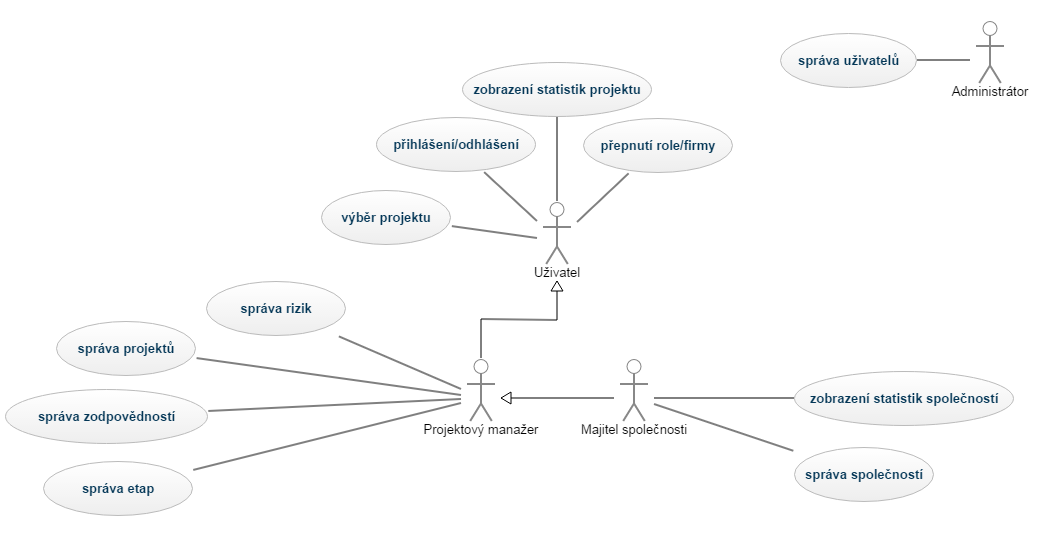 správa uživatelů
Administrátor
zobrazení statistik projektu
přihlášení/odhlášení
přepnutí role/firmy
výběr projektu
Uživatel
správa rizik
správa projektů
správa zodpovědností
správa etap
Projektový manažer
Majitel společnosti
zobrazení statistik společností
správa společností